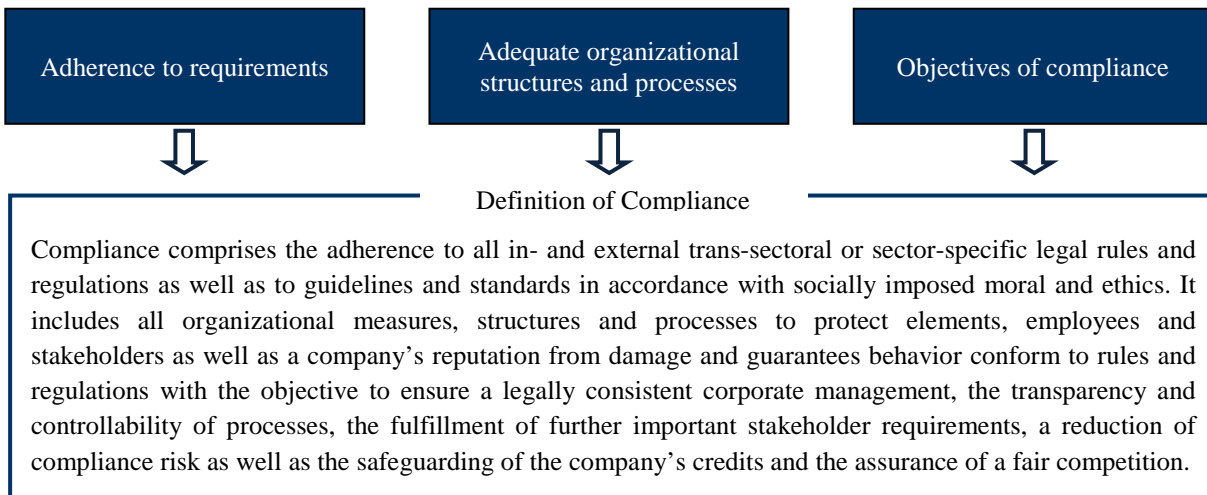 Adherence to requirements
Adequate organizational
structures and processes
Objectives of compliance
Definition of Compliance
Compliance comprises the adherence to all in- and external trans-sectoral or sector-specific legal rules and
regulations as well as to guidelines and standards in accordance with socially imposed moral and ethics. It
includes all organizational measures, structures and processes to protect elements, employees and
stakeholders as well as a company’s reputation from damage and guarantees behavior conform to rules and
regulations with the objective to ensure a legally consistent corporate management, the transparency and
controllability of processes, the fulfillment of further important stakeholder requirements, a reduction of
compliance risk as well as the safeguarding of the company’s credits and the assurance of a fair competition.